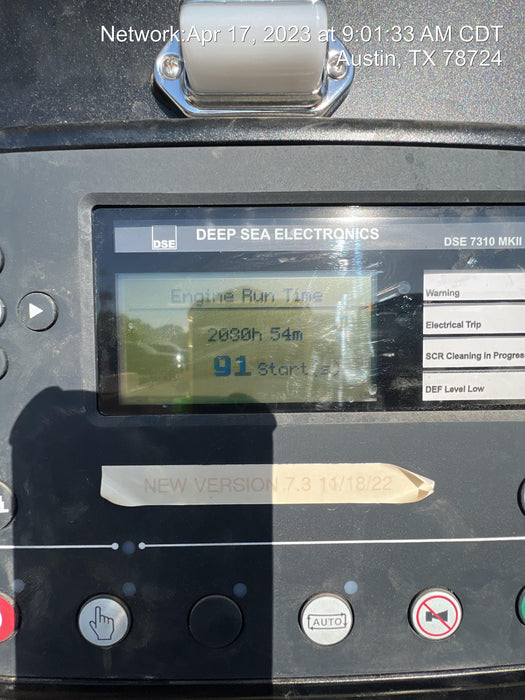 Network:Apr 17, 2023 at 9:01:33 AM CDT
Austin, TX 78724
DSE
DEEP SEA ELECTRONICS
DSE 7310 MKII
Engine Run Time
54m
91 Start(s)
Warning
Electrical Trip
SCR Cleaning in Progres
DEF Level Low
NEW VERSION 7.3 11/18/22
AUTO